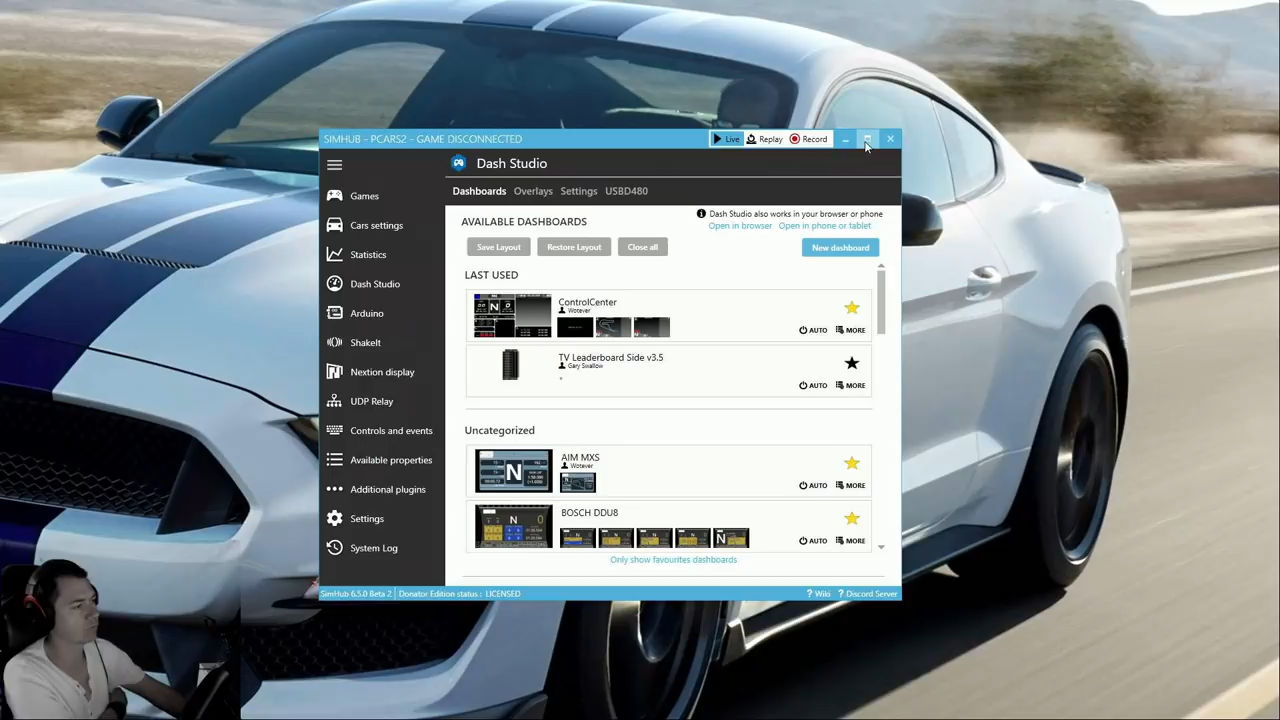 SIMHUB - PCARS2 - GAME DISCONNECTED
Live
Replay
Record
Dash Studio
Games
Cars settings
Statistics
Dash Studio
Arduino
ShakeIt
Nextion display
UDP Relay
Controls and events
Available properties
Additional plugins
Settings
System Log
Dashboards
Overlays
Settings
USBD480
AVAILABLE DASHBOARDS
Dash Studio also works in your browser or phone
Open in browser
Open in phone or tablet
Save Layout
Restore Layout
Close all
New dashboard
LAST USED
ControlCenter
Wotever
AUTO
MORE
TV Leaderboard Side v3.5
Gary Swallow
AUTO
MORE
Uncategorized
AIM MXS
Wotever
AUTO
MORE
BOSCH DDU8
AUTO
MORE
Only show favourites dashboards
SimHub 6.5.0 Beta 2
Donator Edition status : LICENSED
? Wiki
? Discord Server